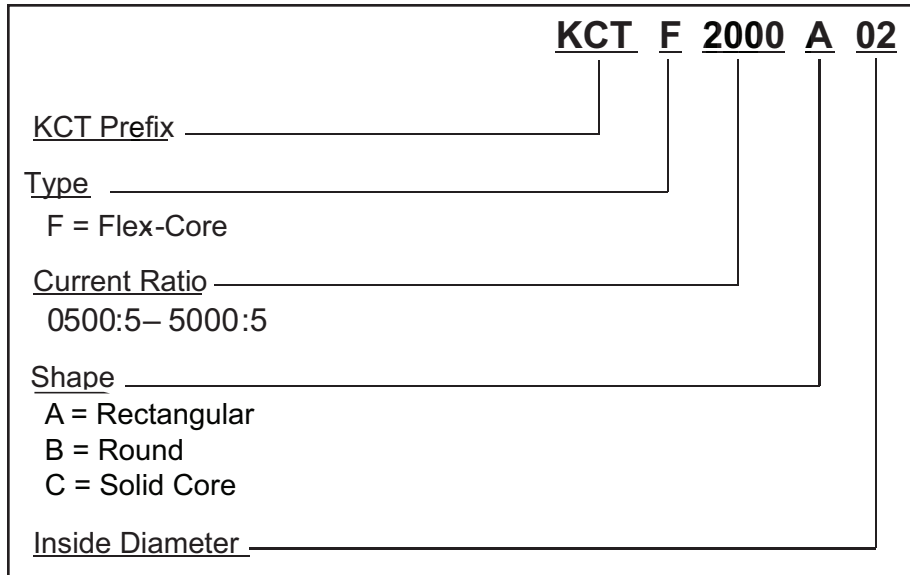 KCT F 2000 A 02
KCT Prefix
Type
F = Flex-Core
Current Ratio
0500:5– 5000:5
Shape
A = Rectangular
B = Round
C = Solid Core
Inside Diameter